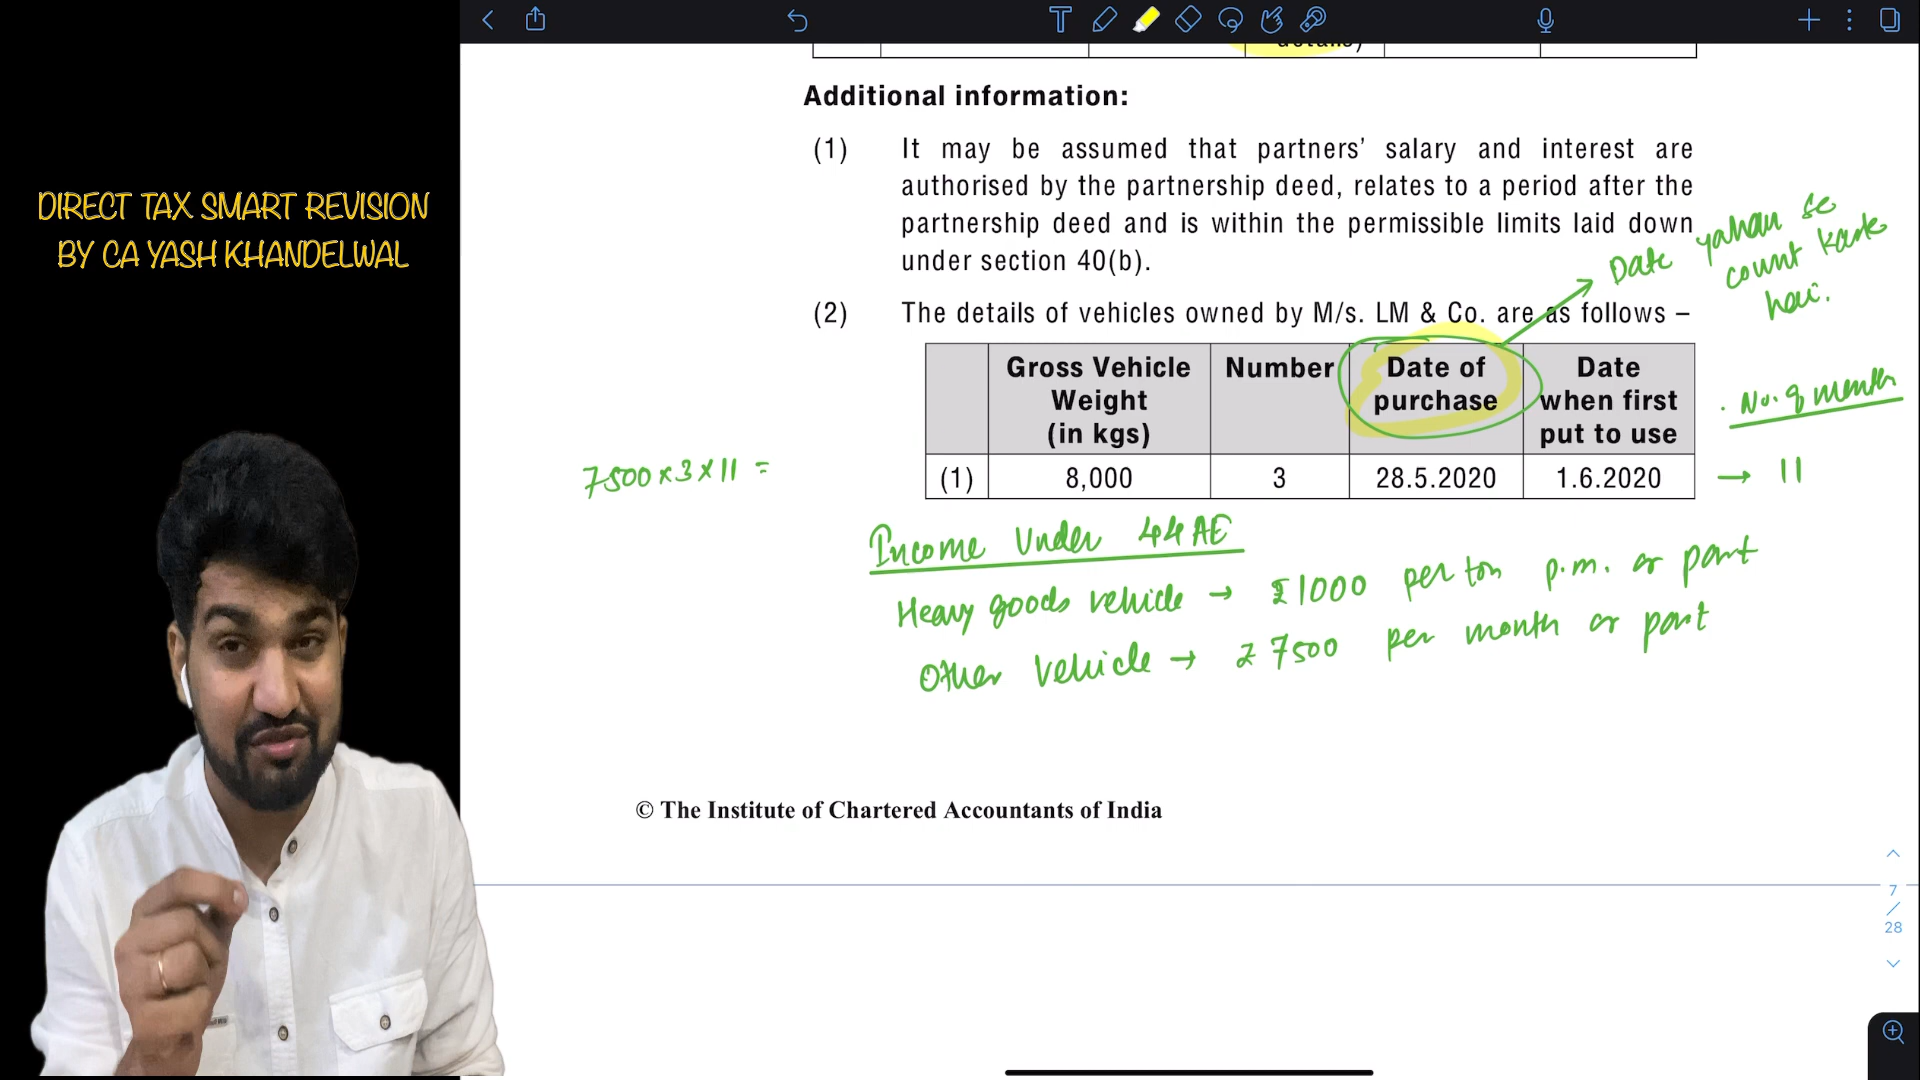 DIRECT TAX SMART REVISION
BY CA YASH KHANDELWAL
Additional information:
(1) It may be assumed that partners’ salary and interest are
authorised by the partnership deed, relates to a period after the
partnership deed and is within the permissible limits laid down
under section 40(b).
Date yahan se
count karte
hai.
(2) The details of vehicles owned by M/s. LM & Co. are as follows –
Gross Vehicle Weight (in kgs) Number Date of purchase Date when first put to use
. No. of month
(1) 8,000 3 28.5.2020 1.6.2020 → 11
7500 x 3 x 11 =
Income Under 44AE
Heavy goods vehicle → ₹1000 per ton p.m. or part
Other Vehicle → ₹ 7500 per month or part
© The Institute of Chartered Accountants of India
7
/
28